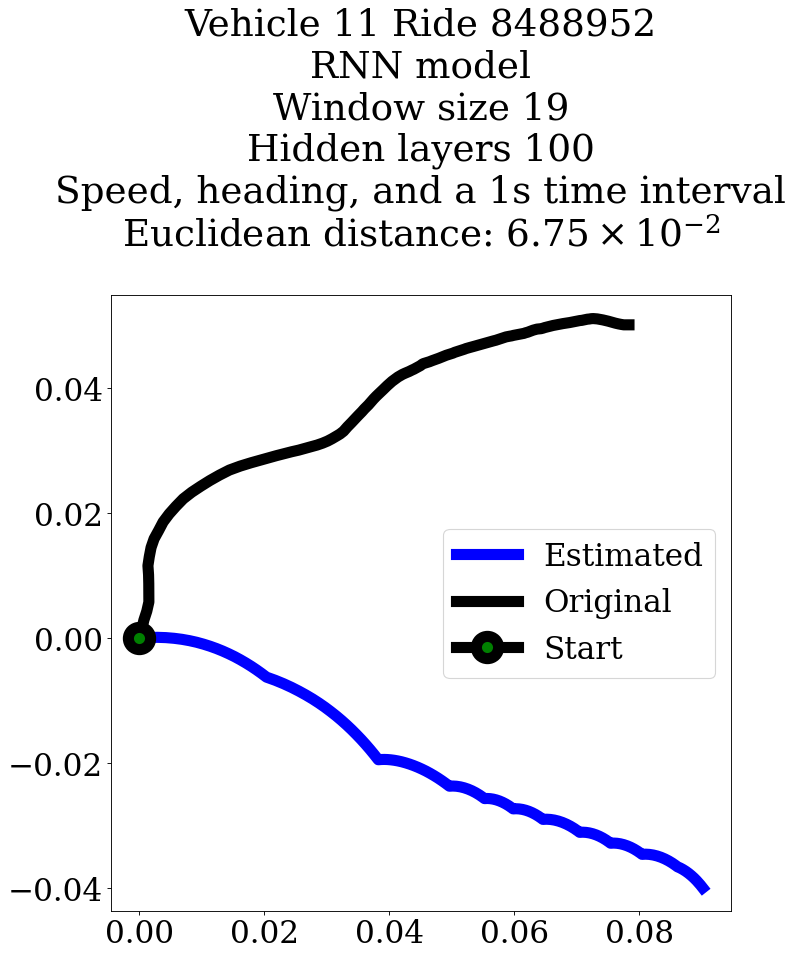 Vehicle 11 Ride 8488952
RNN model
Window size 19
Hidden layers 100
Speed, heading, and a 1s time interval
Euclidean distance: 6.75 × 10⁻²
0.04
0.02
0.00
−0.02
−0.04
Estimated
Original
Start
0.00 0.02 0.04 0.06 0.08